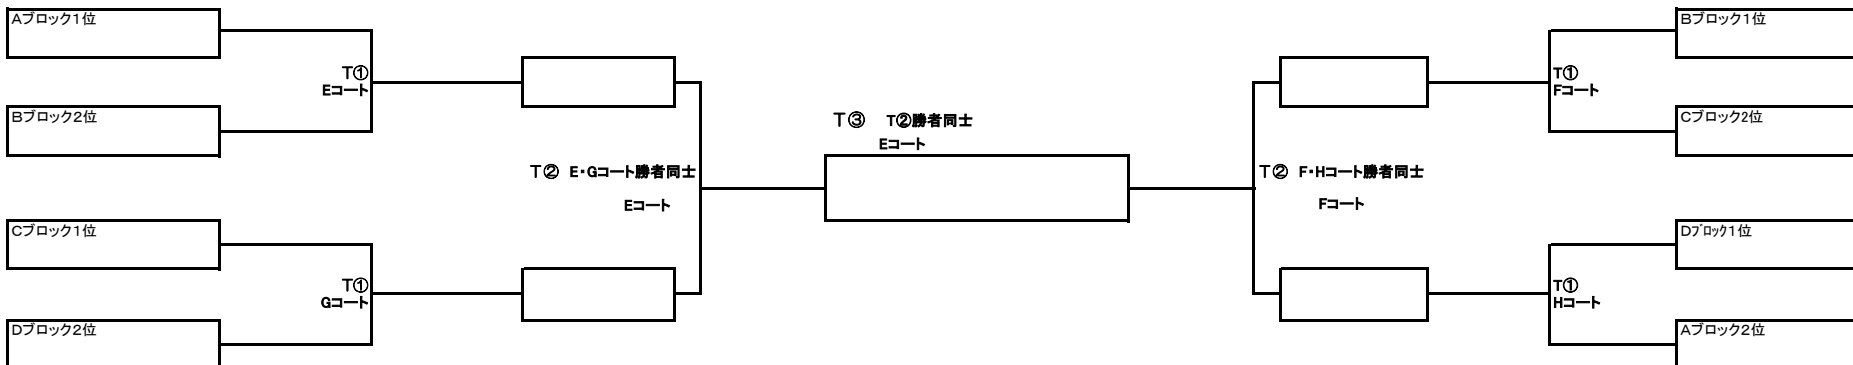 Aブロック1位
Bブロック1位
T①
Eコート
T①
Fコート
Bブロック2位
Cブロック2位
T③ T②勝者同士
Eコート
T② E・Gコート勝者同士
Eコート
T② F・Hコート勝者同士
Fコート
Cブロック1位
Dブロック1位
T①
Gコート
T①
Hコート
Dブロック2位
Aブロック2位